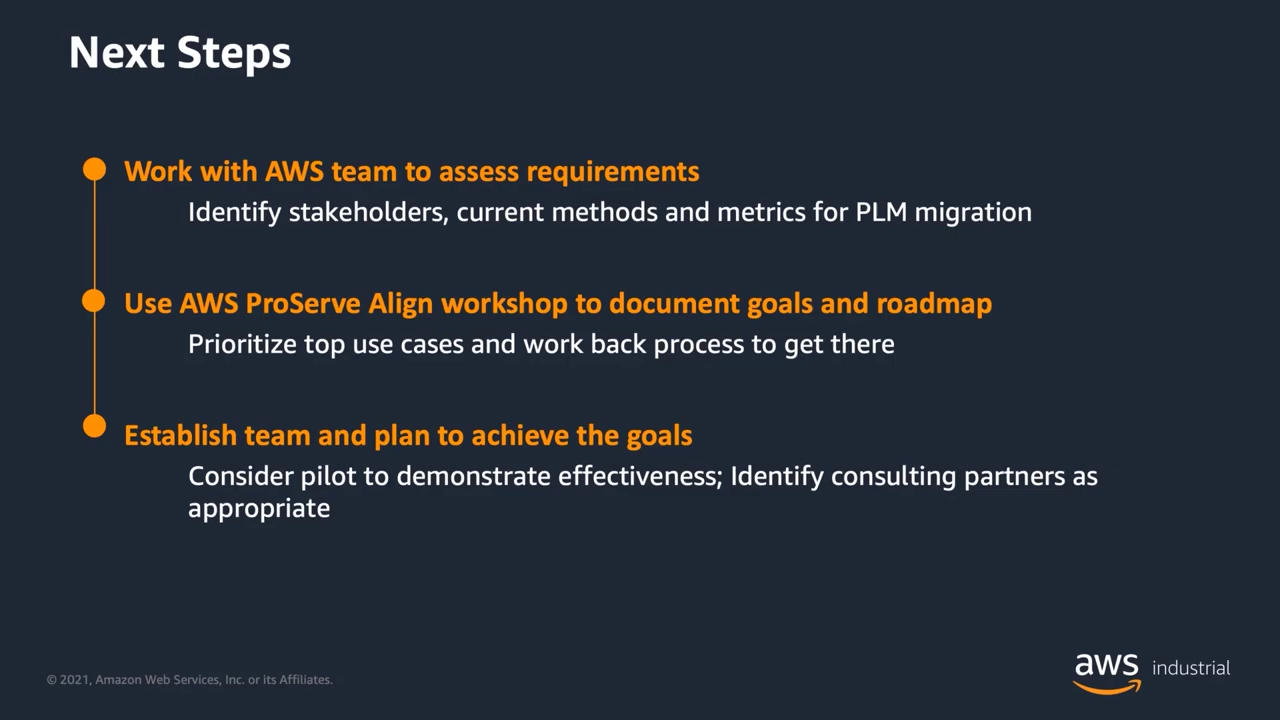 Next Steps
Work with AWS team to assess requirements
Identify stakeholders, current methods and metrics for PLM migration
Use AWS ProServe Align workshop to document goals and roadmap
Prioritize top use cases and work back process to get there
Establish team and plan to achieve the goals
Consider pilot to demonstrate effectiveness; Identify consulting partners as
appropriate
© 2021, Amazon Web Services, Inc. or its Affiliates.
aws industrial